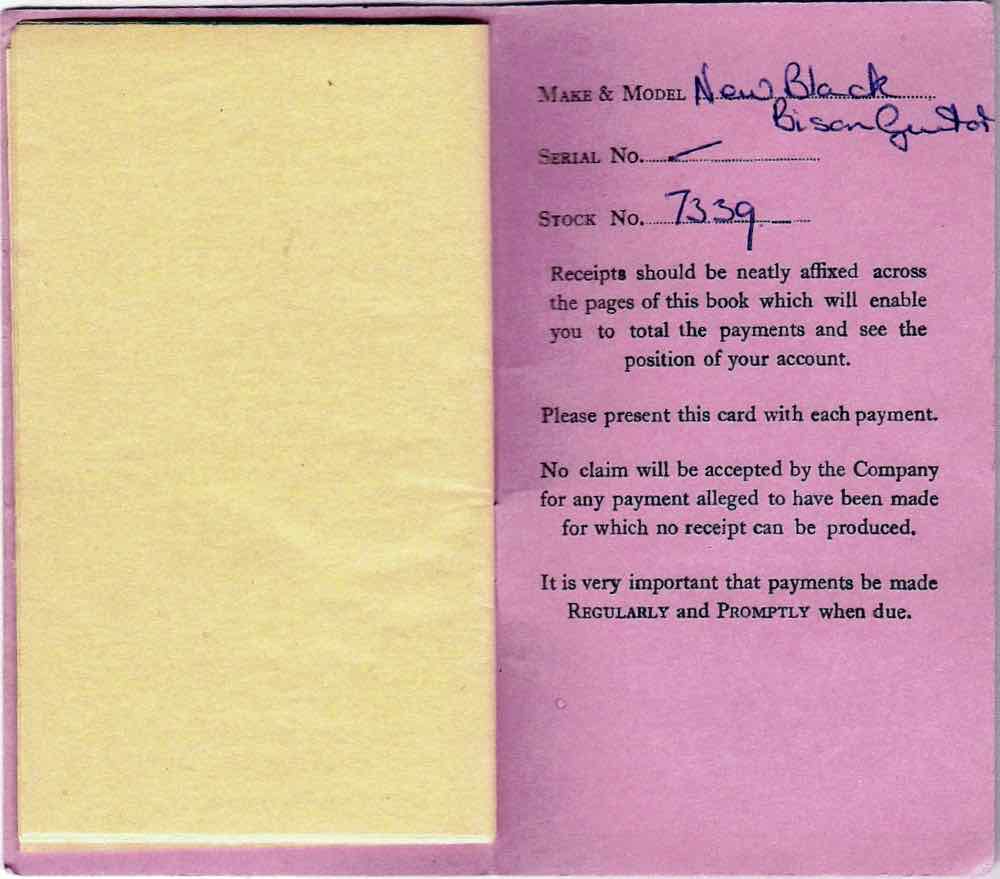 MAKE & MODEL New Black
Bison Guitar
SERIAL No.
STOCK No. 7339
Receipts should be neatly affixed across
the pages of this book which will enable
you to total the payments and see the
position of your account.
Please present this card with each payment.
No claim will be accepted by the Company
for any payment alleged to have been made
for which no receipt can be produced.
It is very important that payments be made
REGULARLY and PROMPTLY when due.